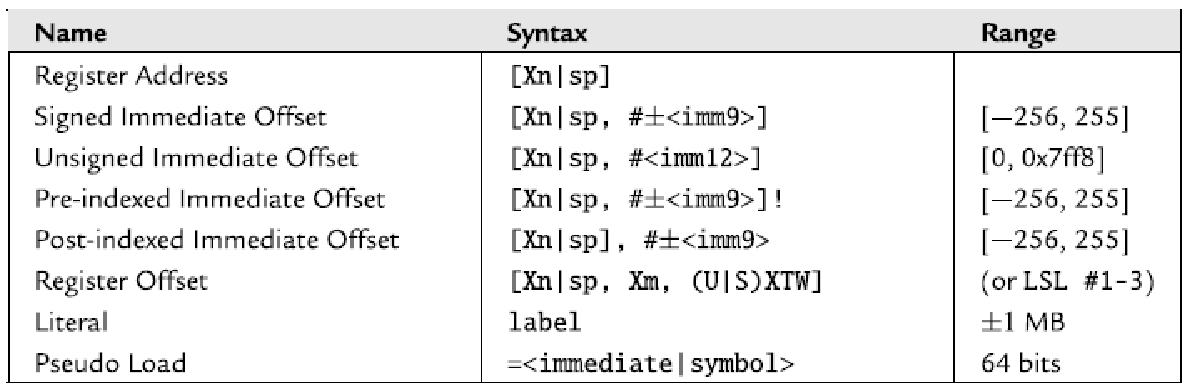 Name Syntax Range
Register Address [Xn|sp]
Signed Immediate Offset [Xn|sp, #±<imm9>] [−256, 255]
Unsigned Immediate Offset [Xn|sp, #<imm12>] [0, 0x7ff8]
Pre-indexed Immediate Offset [Xn|sp, #±<imm9>]! [−256, 255]
Post-indexed Immediate Offset [Xn|sp], #±<imm9> [−256, 255]
Register Offset [Xn|sp, Xm, (U|S)XTW] (or LSL #1-3)
Literal label ±1 MB
Pseudo Load =<immediate|symbol> 64 bits